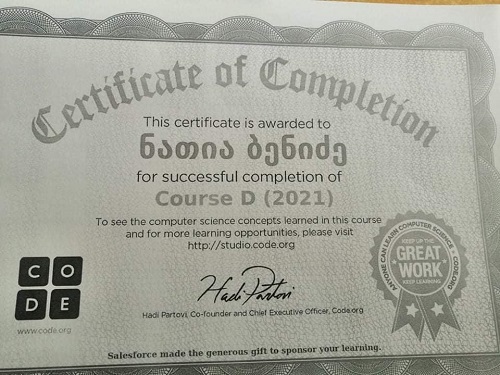 Certificate of Completion
This certificate is awarded to
ნათია ბენიძე
for successful completion of
Course D (2021)
To see the computer science concepts learned in this course
and for more learning opportunities, please visit
http://studio.code.org
C O
D E
www.code.org
Hadi Partovi
Hadi Partovi, Co-founder and Chief Executive Officer, Code.org
ANYONE CAN LEARN COMPUTER SCIENCE • CODE.ORG
KEEP UP THE
GREAT
WORK
KEEP LEARNING
Salesforce made the generous gift to sponsor your learning.